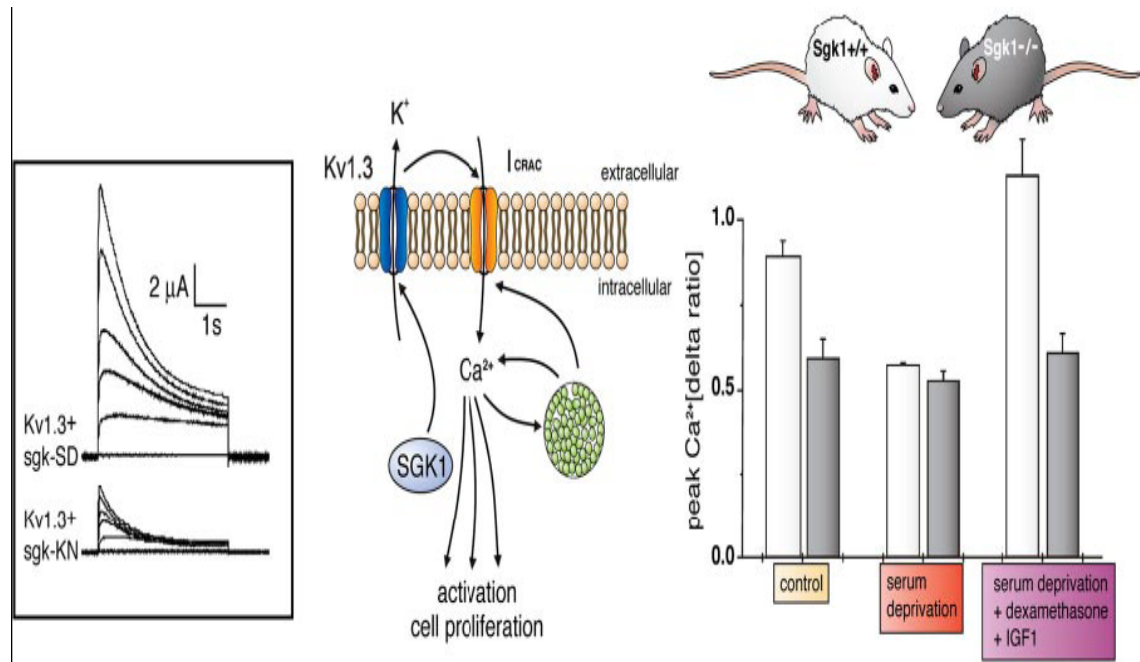 2 µA
1s
Kv1.3+
sgk-SD
Kv1.3+
sgk-KN
K⁺
Kv1.3
I CRAC
extracellular
intracellular
Ca²⁺
SGK1
activation
cell proliferation
Sgk1+/+
Sgk1-/-
peak Ca²⁺[delta ratio]
1.0
0.5
0.0
control
serum
deprivation
serum deprivation
+ dexamethasone
+ IGF1